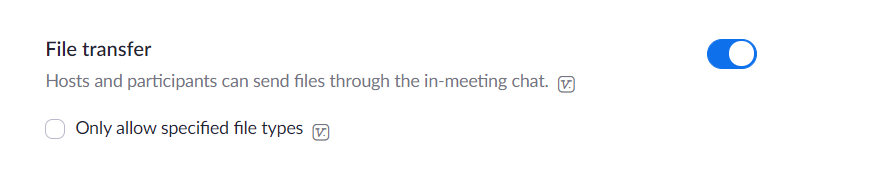 File transfer
Hosts and participants can send files through the in-meeting chat.
Only allow specified file types